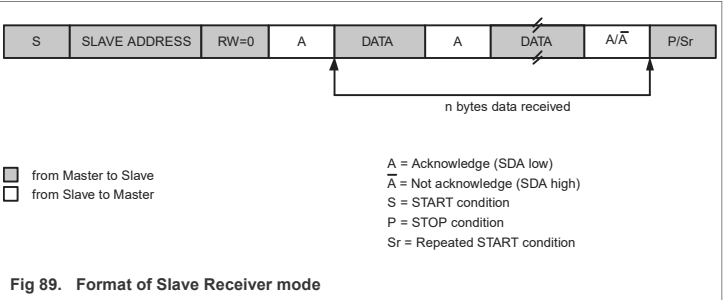 S SLAVE ADDRESS RW=0 A DATA A DATA A/A̅ P/Sr
n bytes data received
from Master to Slave
from Slave to Master
A = Acknowledge (SDA low)
A̅ = Not acknowledge (SDA high)
S = START condition
P = STOP condition
Sr = Repeated START condition
Fig 89. Format of Slave Receiver mode